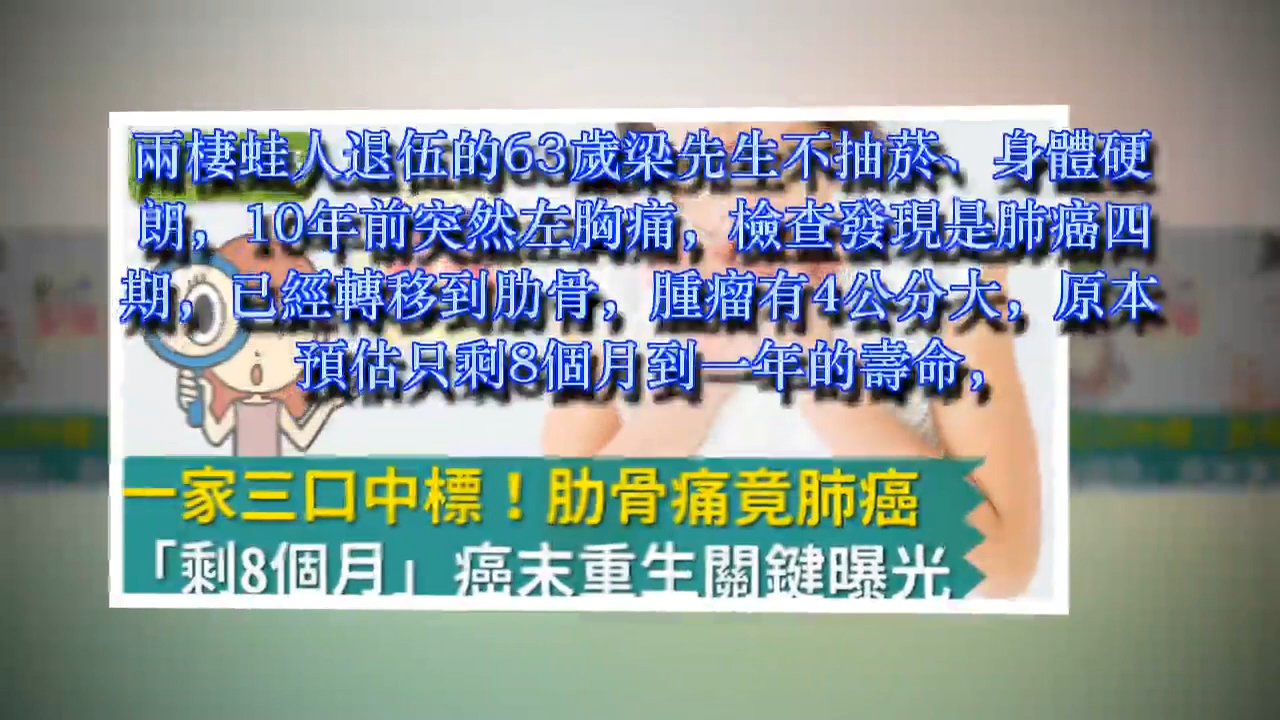 兩棲蛙人退伍的63歲梁先生不抽菸、身體硬
朗，10年前突然左胸痛，檢查發現是肺癌四
期，已經轉移到肋骨，腫瘤有4公分大，原本
預估只剩8個月到一年的壽命，
一家三口中標！肋骨痛竟肺癌
「剩8個月」癌末重生關鍵曝光